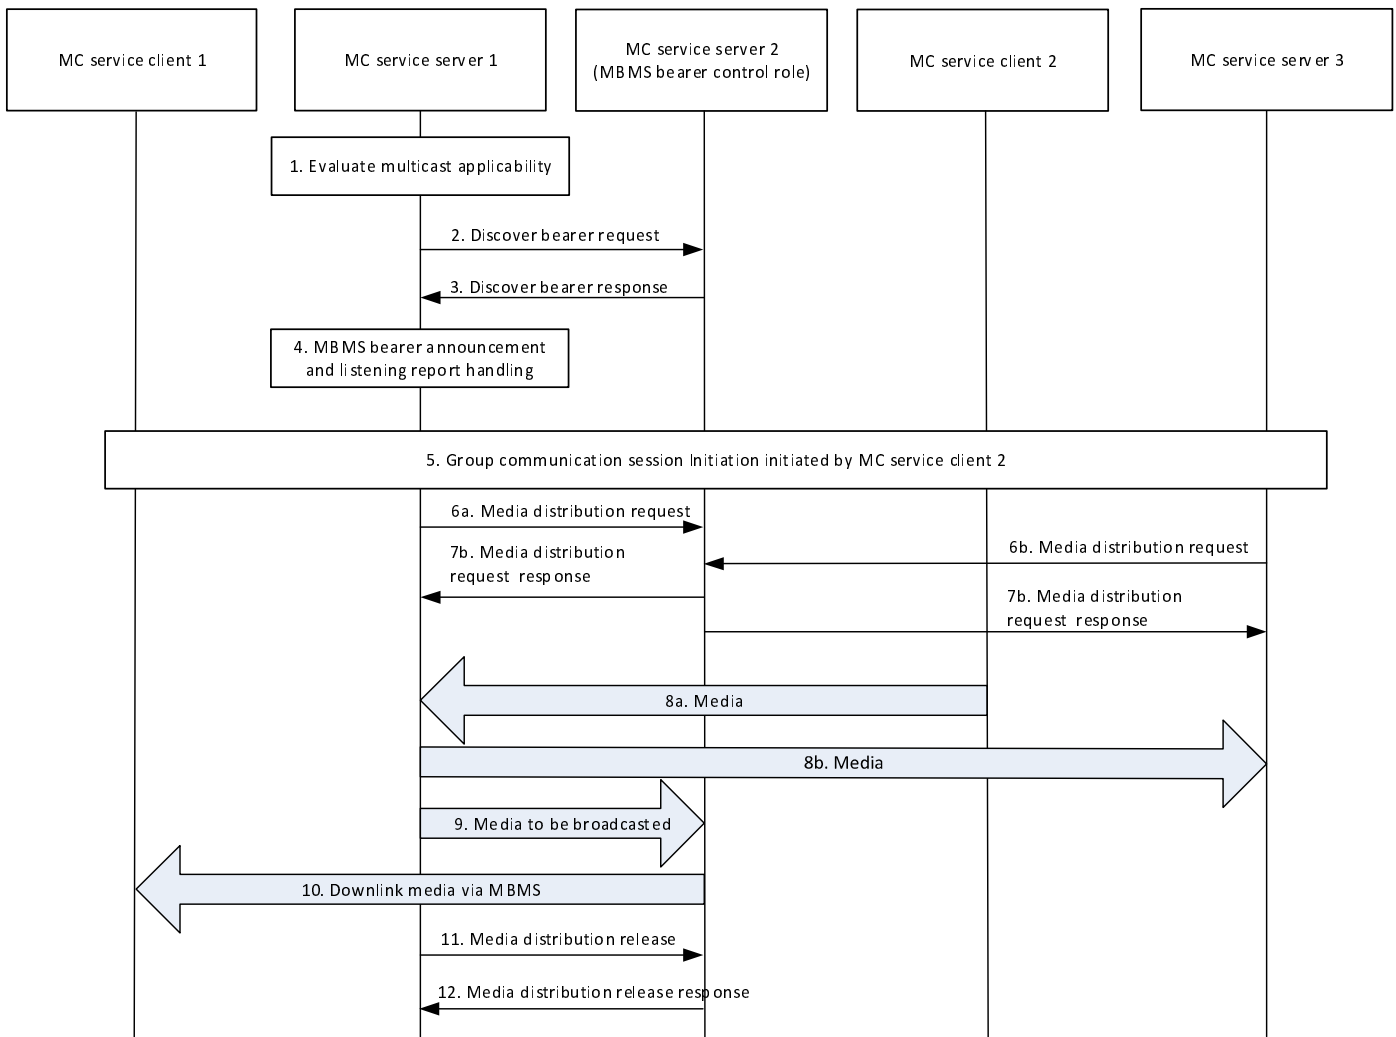 MC service client 1
MC service server 1
MC service server 2
(MBMS bearer control role)
MC service client 2
MC service server 3
1. Evaluate multicast applicability
2. Discover bearer request
3. Discover bearer response
4. MBMS bearer announcement
and listening report handling
5. Group communication session Initiation initiated by MC service client 2
6a. Media distribution request
6b. Media distribution request
7b. Media distribution
request response
7b. Media distribution
request response
8a. Media
8b. Media
9. Media to be broadcasted
10. Downlink media via MBMS
11. Media distribution release
12. Media distribution release response